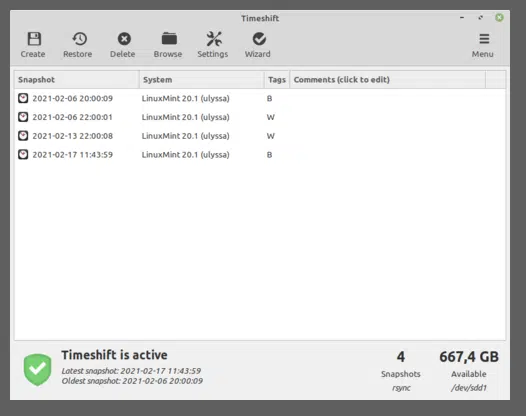 Timeshift
Create Restore Delete Browse Settings Wizard Menu
Snapshot System Tags Comments (click to edit)
2021-02-06 20:00:09 LinuxMint 20.1 (ulyssa) B
2021-02-06 22:00:01 LinuxMint 20.1 (ulyssa) W
2021-02-13 22:00:08 LinuxMint 20.1 (ulyssa) W
2021-02-17 11:43:59 LinuxMint 20.1 (ulyssa) B
Timeshift is active
Latest snapshot: 2021-02-17 11:43:59
Oldest snapshot: 2021-02-06 20:00:09
4
Snapshots
rsync
667,4 GB
Available
/dev/sdd1